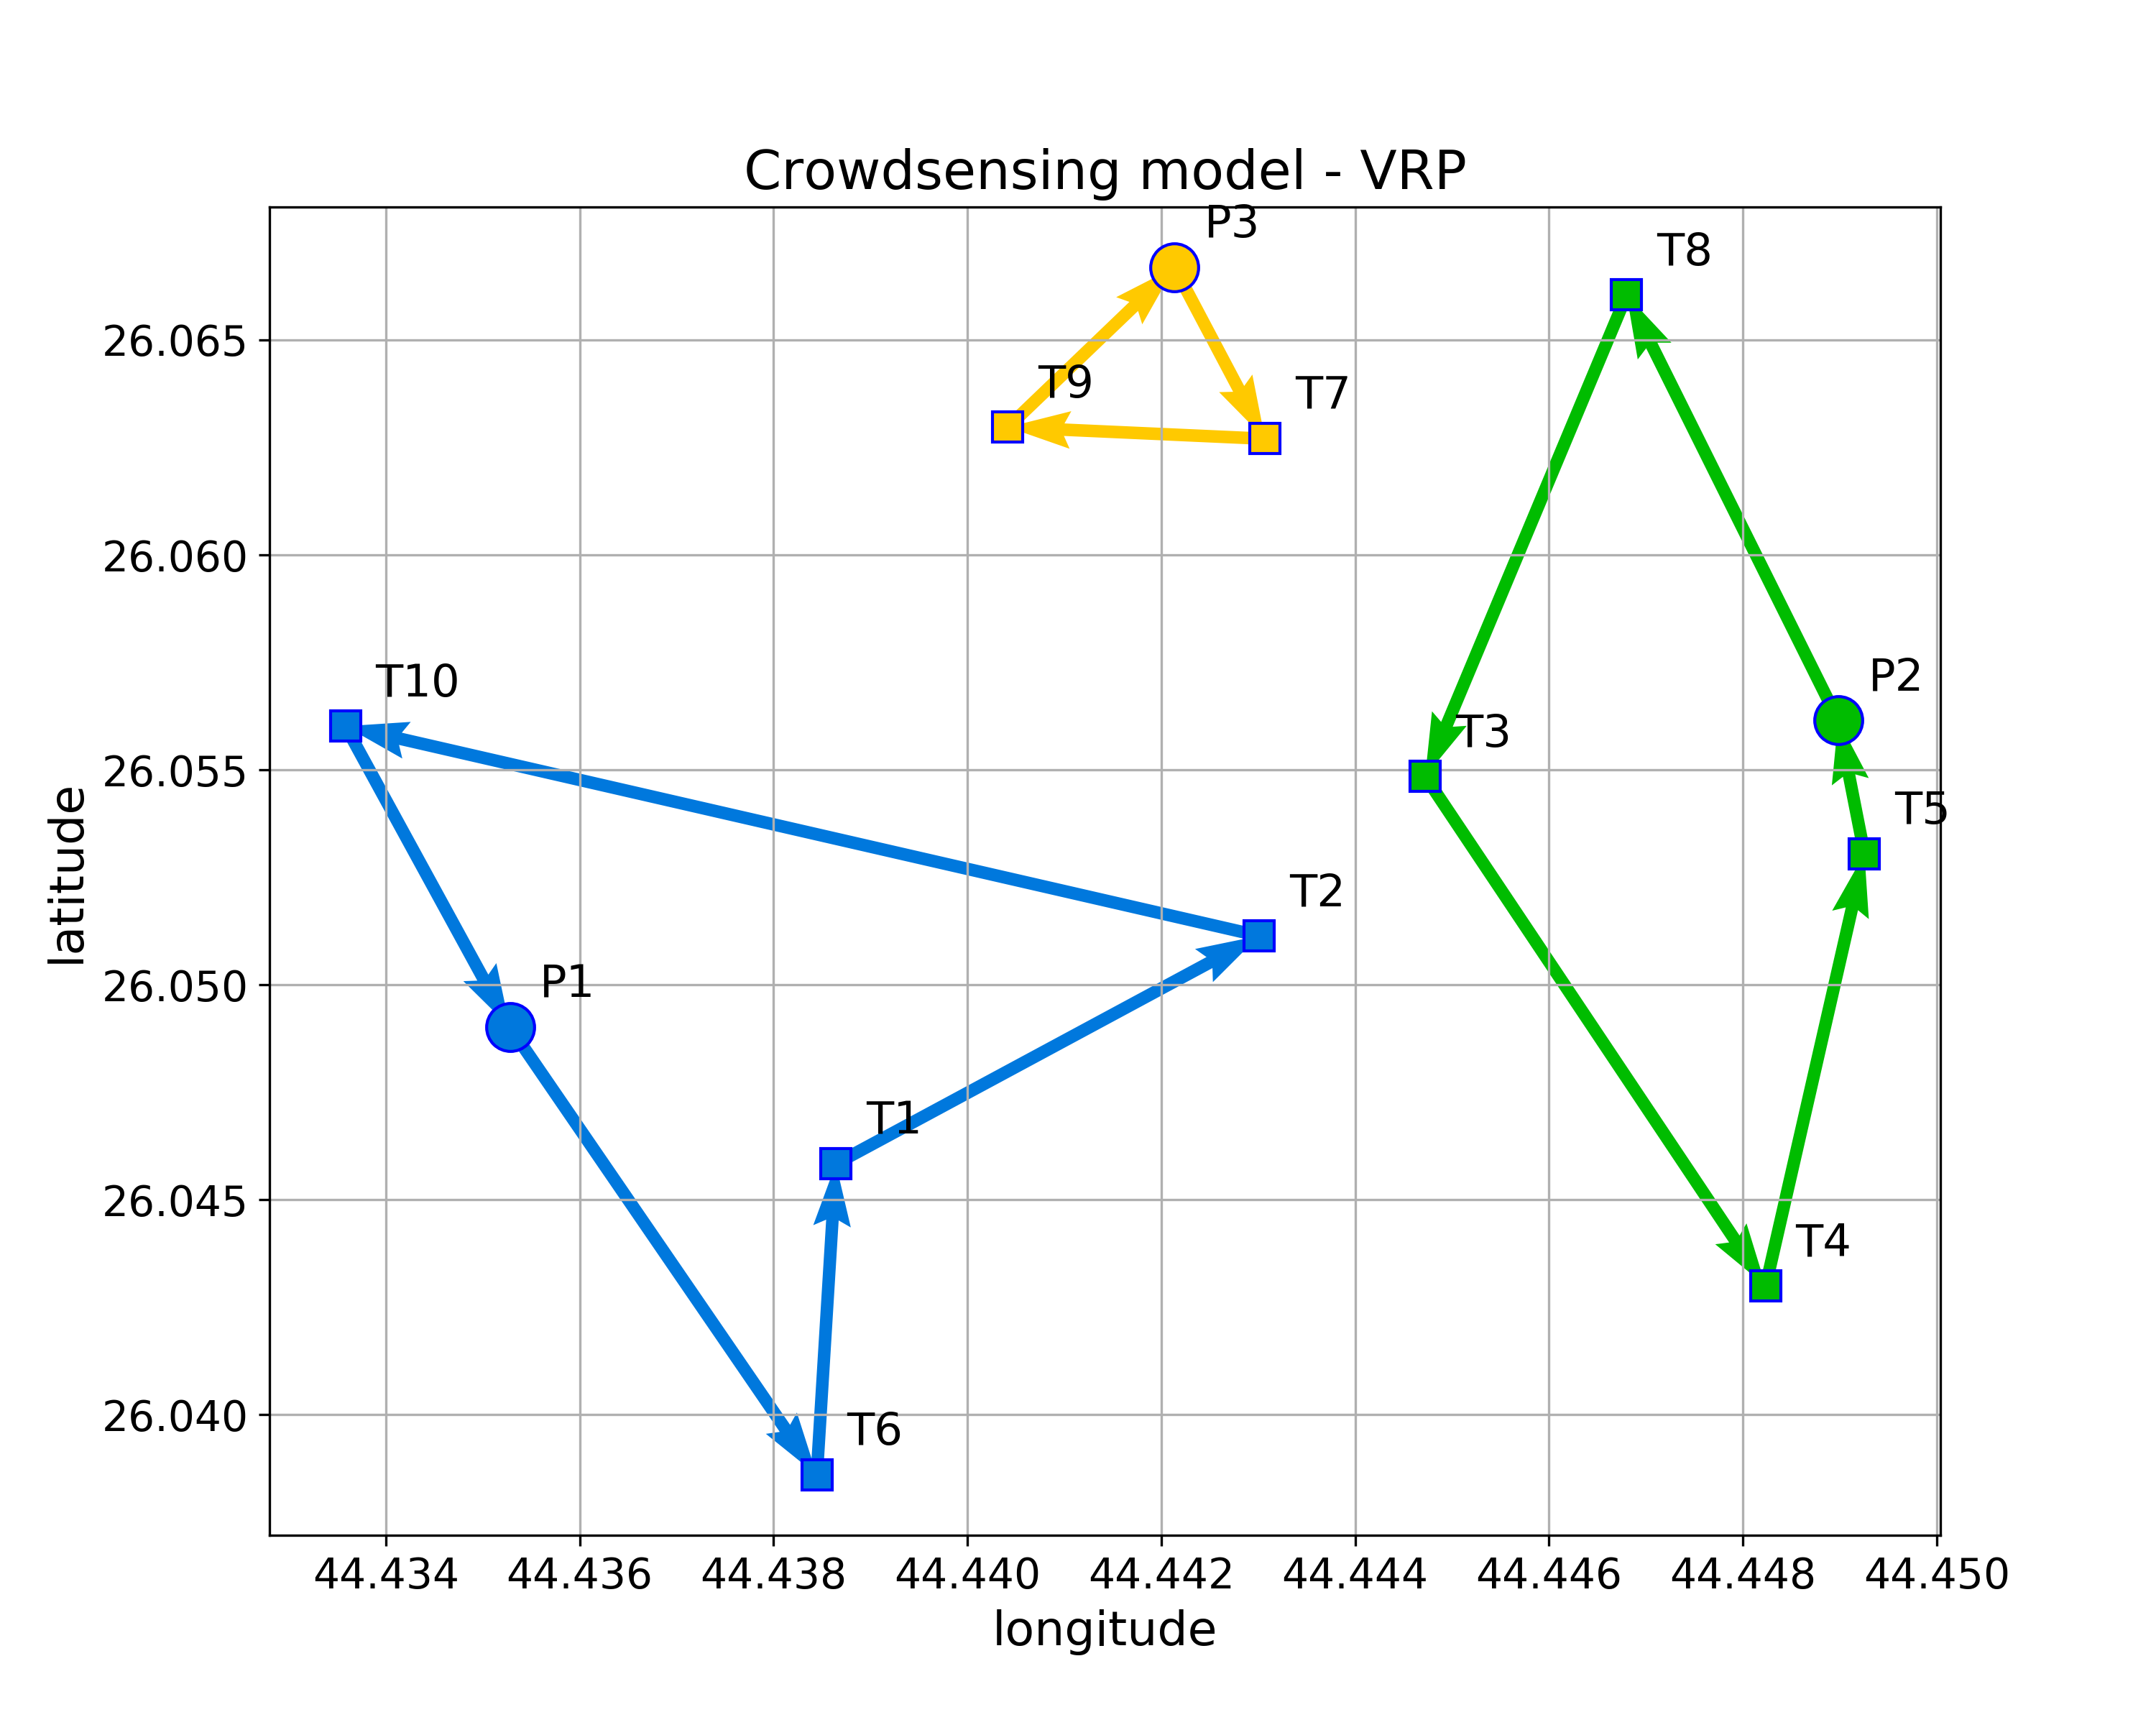 Crowdsensing model - VRP
P3
T8
26.065
T9
T7
26.060
T10
P2
T3
26.055
T5
latitude
T2
P1
26.050
T1
26.045
T4
26.040
T6
44.434 44.436 44.438 44.440 44.442 44.444 44.446 44.448 44.450
longitude